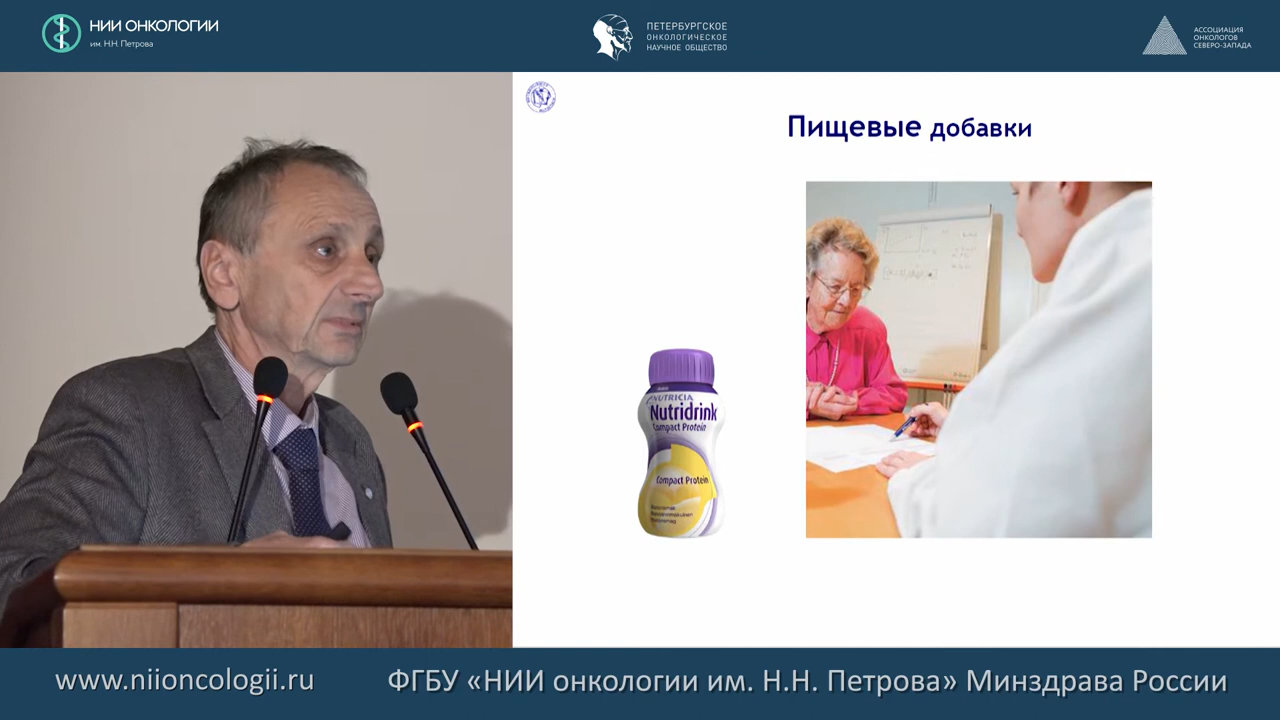 НИИ ОНКОЛОГИИ
им. Н.Н. Петрова
ПЕТЕРБУРГСКОЕ
ОНКОЛОГИЧЕСКОЕ
НАУЧНОЕ ОБЩЕСТВО
АССОЦИАЦИЯ
ОНКОЛОГОВ
СЕВЕРО-ЗАПАДА
Пищевые добавки
NUTRICIA
Nutridrink
Compact Protein
Compact Protein
www.niioncologii.ru
ФГБУ «НИИ онкологии им. Н.Н. Петрова» Минздрава России